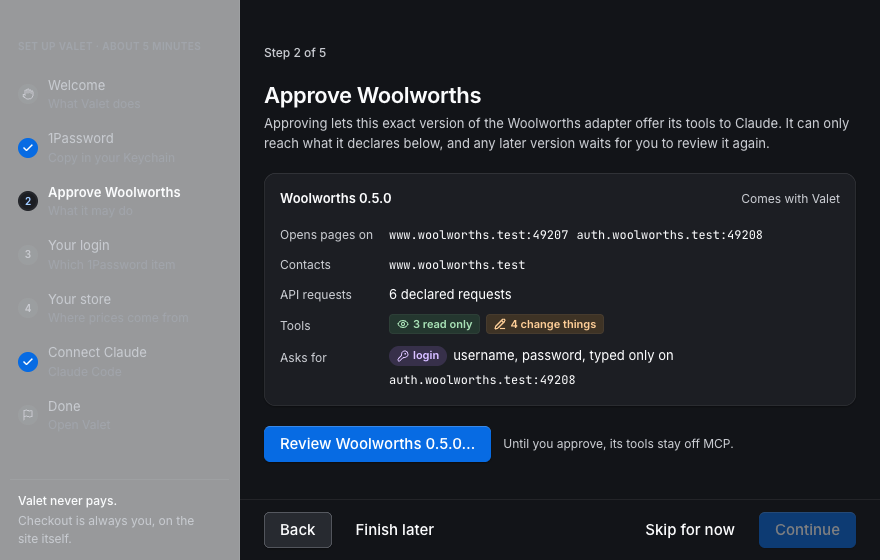 SET UP VALET · ABOUT 5 MINUTES
Welcome
What Valet does
1Password
Copy in your Keychain
2
Approve Woolworths
What it may do
3
Your login
Which 1Password item
4
Your store
Where prices come from
Connect Claude
Claude Code
Done
Open Valet
Valet never pays.
Checkout is always you, on the
site itself.
Step 2 of 5
Approve Woolworths
Approving lets this exact version of the Woolworths adapter offer its tools to Claude. It can only
reach what it declares below, and any later version waits for you to review it again.
Woolworths 0.5.0
Comes with Valet
Opens pages on www.woolworths.test:49207 auth.woolworths.test:49208
Contacts www.woolworths.test
API requests 6 declared requests
Tools 3 read only 4 change things
Asks for login username, password, typed only on
auth.woolworths.test:49208
Review Woolworths 0.5.0...
Until you approve, its tools stay off MCP.
Back
Finish later
Skip for now
Continue